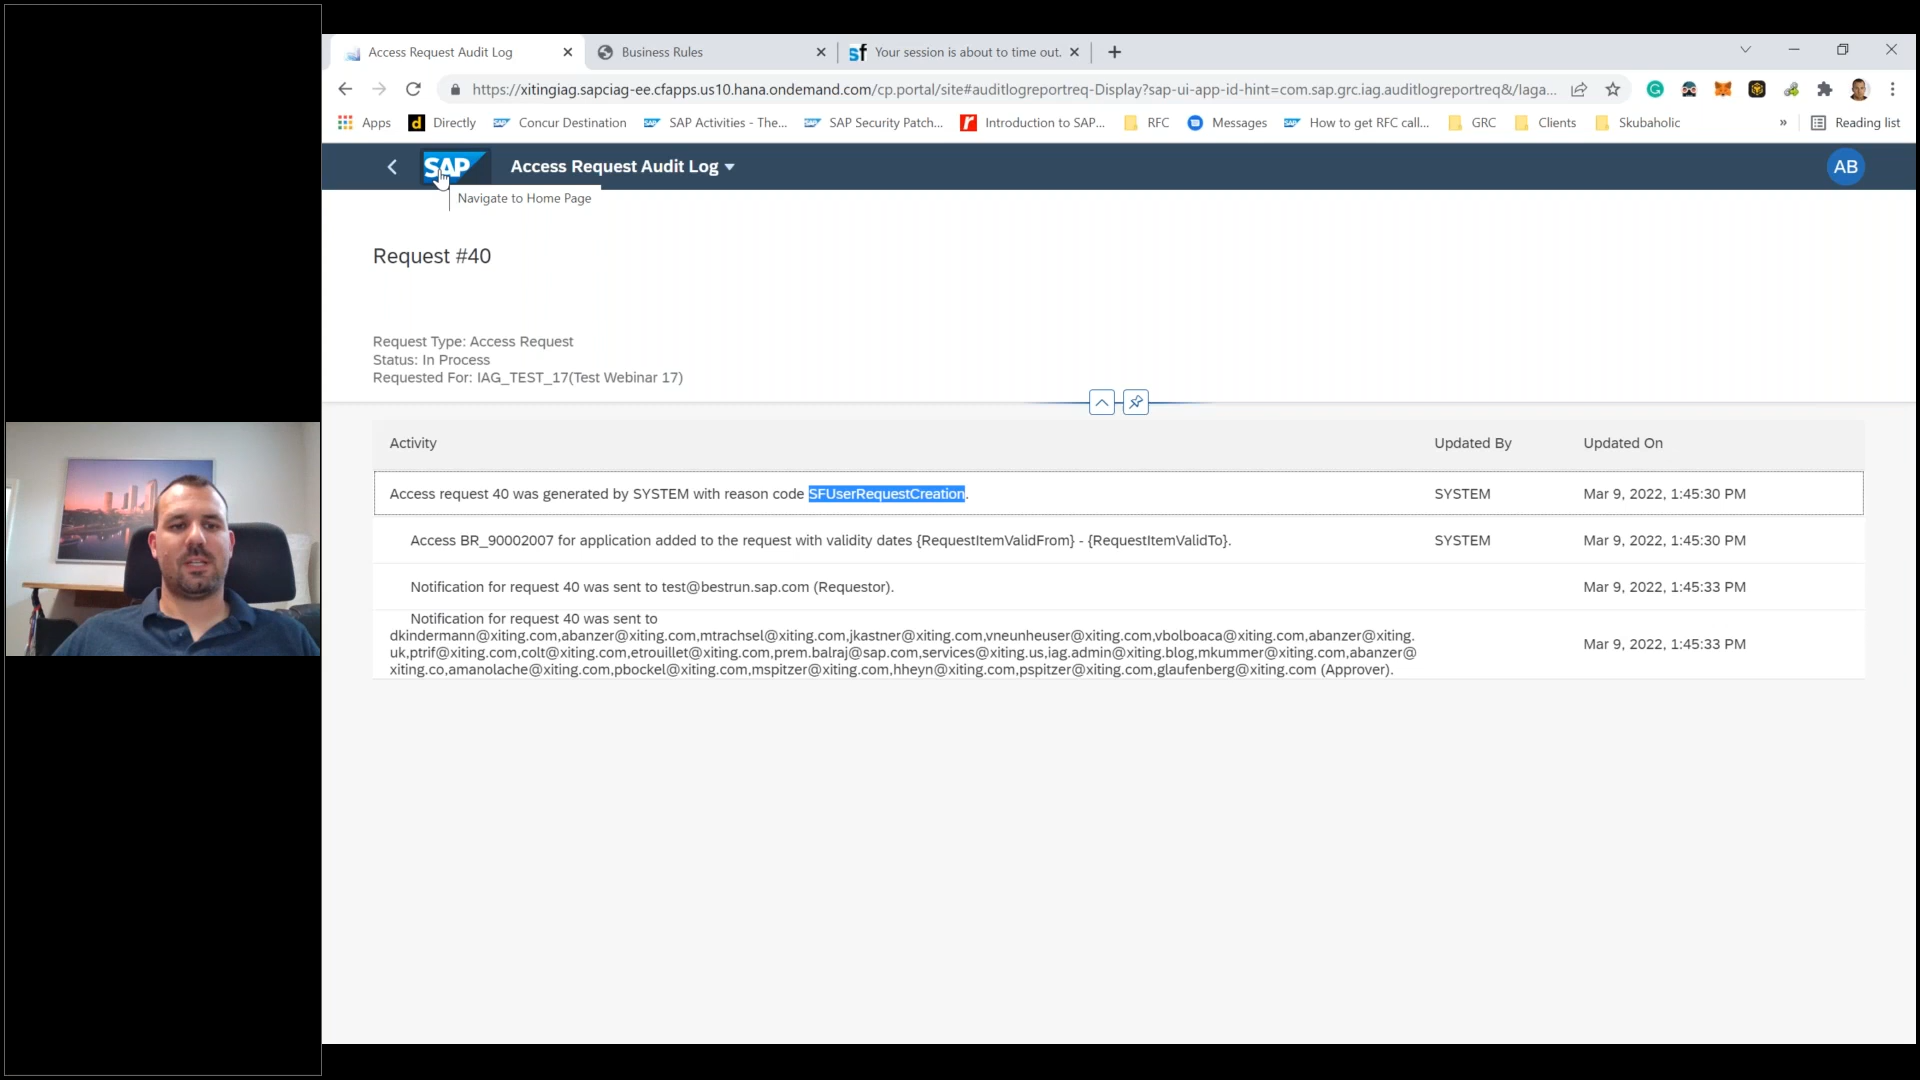 Access Request Audit Log
Business Rules
sf Your session is about to time out.
https://xitingiag.sapciag-ee.cfapps.us10.hana.ondemand.com/cp.portal/site#auditlogreportreq-Display?sap-ui-app-id-hint=com.sap.grc.iag.auditlogreportreq&/Iaga...
Apps d Directly SAP Concur Destination SAP SAP Activities - The... SAP SAP Security Patch... r Introduction to SAP... RFC Messages SAP How to get RFC call... GRC Clients Skubaholic » Reading list
SAP Access Request Audit Log AB
Navigate to Home Page
Request #40
Request Type: Access Request
Status: In Process
Requested For: IAG_TEST_17(Test Webinar 17)
Activity Updated By Updated On
Access request 40 was generated by SYSTEM with reason code SFUserRequestCreation. SYSTEM Mar 9, 2022, 1:45:30 PM
Access BR_90002007 for application added to the request with validity dates {RequestItemValidFrom} - {RequestItemValidTo}. SYSTEM Mar 9, 2022, 1:45:30 PM
Notification for request 40 was sent to test@bestrun.sap.com (Requestor). Mar 9, 2022, 1:45:33 PM
Notification for request 40 was sent to
dkindermann@xiting.com,abanzer@xiting.com,mtrachsel@xiting.com,jkastner@xiting.com,vneunheuser@xiting.com,vbolboaca@xiting.com,abanzer@xiting.
uk,ptrif@xiting.com,colt@xiting.com,etrouillet@xiting.com,prem.balraj@sap.com,services@xiting.us,iag.admin@xiting.blog,mkummer@xiting.com,abanzer@
xiting.co,amanolache@xiting.com,pbockel@xiting.com,mspitzer@xiting.com,hheyn@xiting.com,pspitzer@xiting.com,glaufenberg@xiting.com (Approver). Mar 9, 2022, 1:45:33 PM